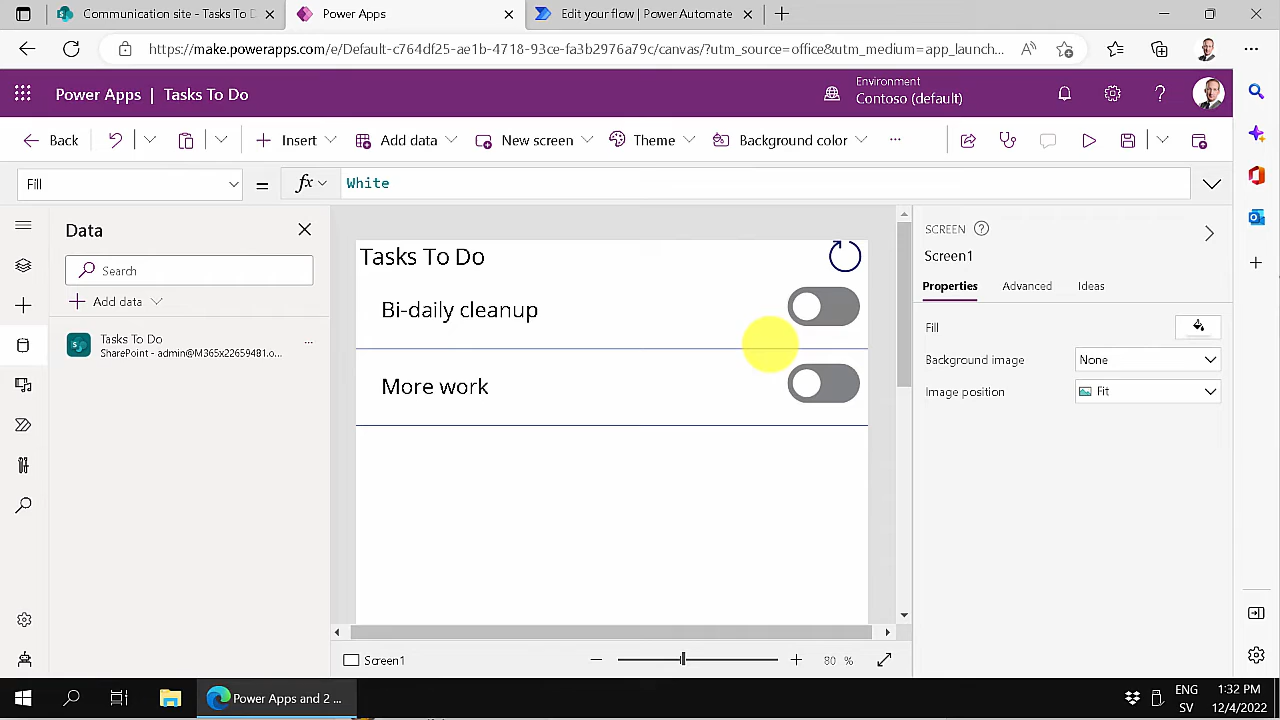 Communication site - Tasks To D
Power Apps
Edit your flow | Power Automate
https://make.powerapps.com/e/Default-c764df25-ae1b-4718-93ce-fa3b2976a79c/canvas/?utm_source=office&utm_medium=app_launch...
Power Apps | Tasks To Do
Environment
Contoso (default)
Back
Insert
Add data
New screen
Theme
Background color
Fill
=
fx
White
Data
Search
Add data
Tasks To Do
SharePoint - admin@M365x22659481.o...
Tasks To Do
Bi-daily cleanup
More work
SCREEN
Screen1
Properties
Advanced
Ideas
Fill
Background image
None
Image position
Fit
Screen1
80 %
Power Apps and 2 ...
ENG
SV
1:32 PM
12/4/2022